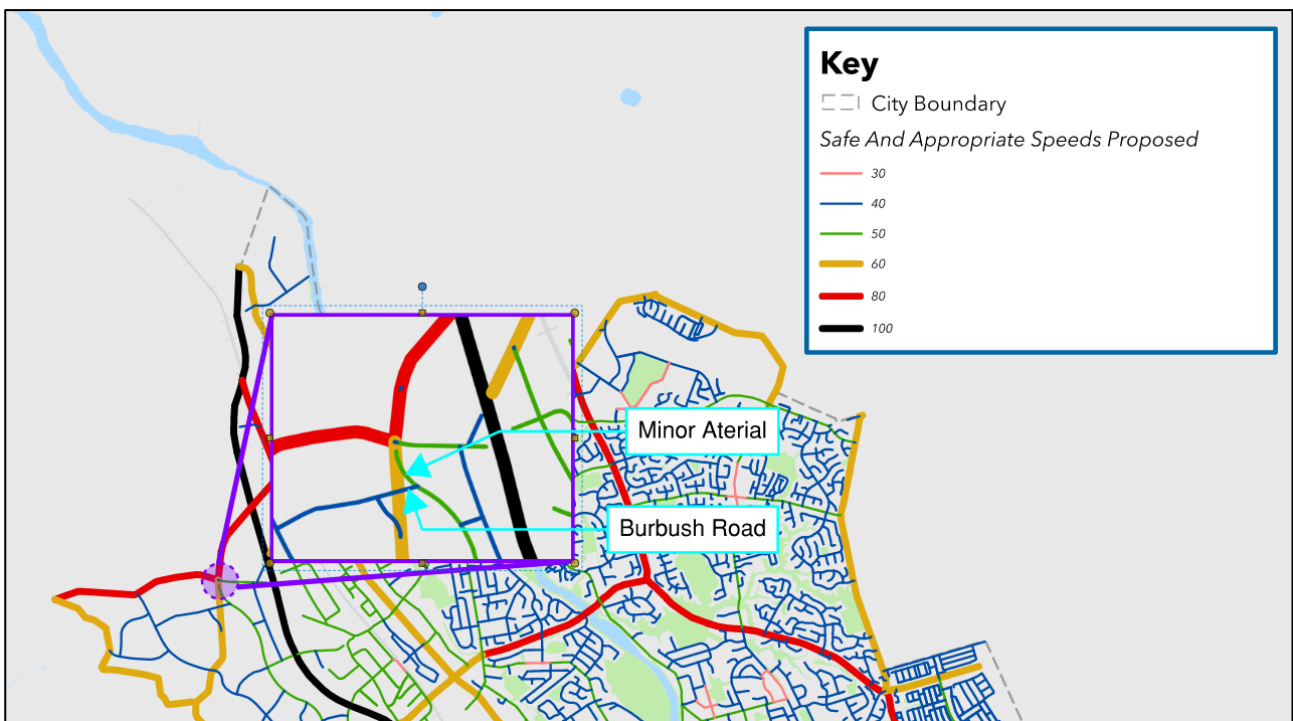 Key
City Boundary
Safe And Appropriate Speeds Proposed
30
40
50
60
80
100
Minor Aterial
Burbush Road